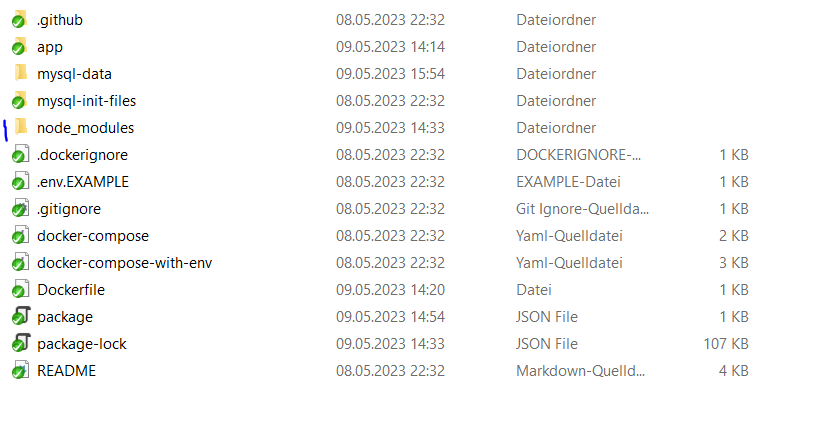 .github 08.05.2023 22:32 Dateiordner
app 09.05.2023 14:14 Dateiordner
mysql-data 09.05.2023 15:54 Dateiordner
mysql-init-files 08.05.2023 22:32 Dateiordner
node_modules 09.05.2023 14:33 Dateiordner
.dockerignore 08.05.2023 22:32 DOCKERIGNORE-... 1 KB
.env.EXAMPLE 08.05.2023 22:32 EXAMPLE-Datei 1 KB
.gitignore 08.05.2023 22:32 Git Ignore-Quellda... 1 KB
docker-compose 08.05.2023 22:32 Yaml-Quelldatei 2 KB
docker-compose-with-env 08.05.2023 22:32 Yaml-Quelldatei 3 KB
Dockerfile 09.05.2023 14:20 Datei 1 KB
package 09.05.2023 14:54 JSON File 1 KB
package-lock 09.05.2023 14:33 JSON File 107 KB
README 08.05.2023 22:32 Markdown-Quelld... 4 KB